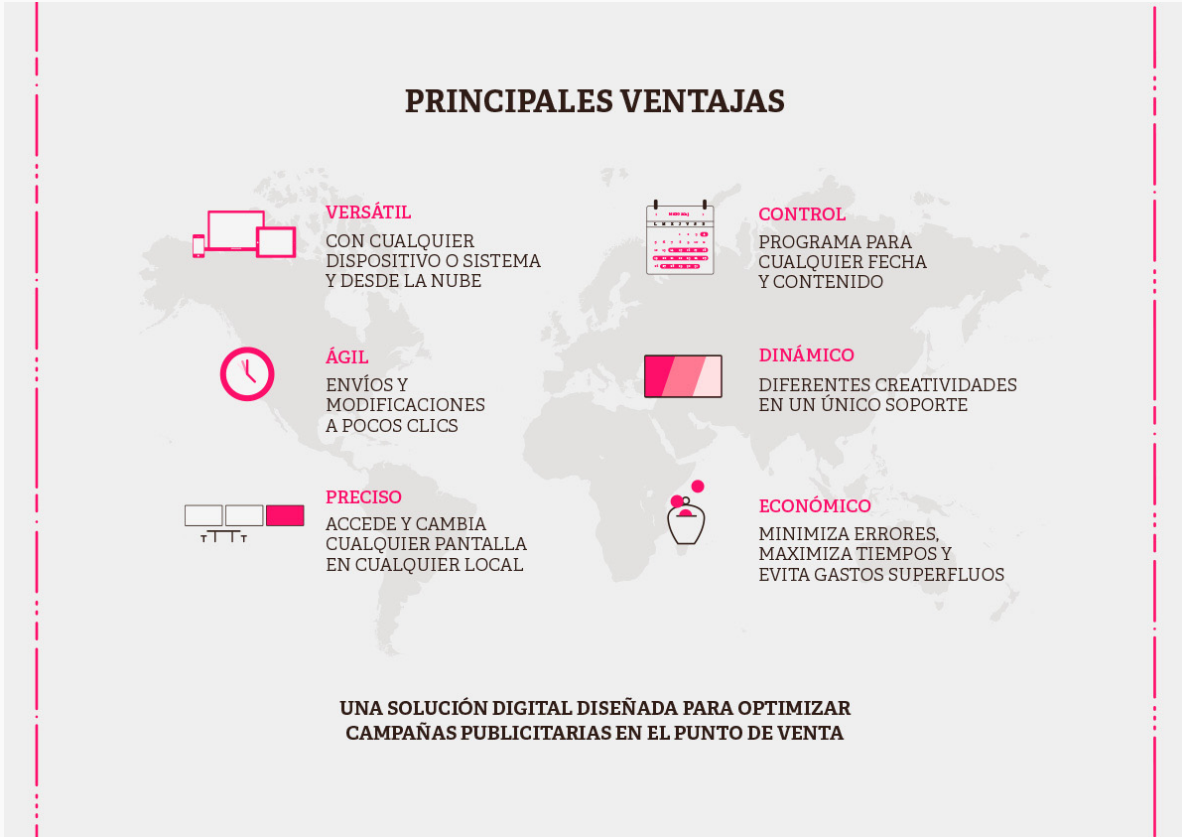 PRINCIPALES VENTAJAS
VERSÁTIL
CON CUALQUIER
DISPOSITIVO O SISTEMA
Y DESDE LA NUBE
ÁGIL
ENVÍOS Y
MODIFICACIONES
A POCOS CLICS
PRECISO
ACCEDE Y CAMBIA
CUALQUIER PANTALLA
EN CUALQUIER LOCAL
CONTROL
PROGRAMA PARA
CUALQUIER FECHA
Y CONTENIDO
DINÁMICO
DIFERENTES CREATIVIDADES
EN UN ÚNICO SOPORTE
ECONÓMICO
MINIMIZA ERRORES,
MAXIMIZA TIEMPOS Y
EVITA GASTOS SUPERFLUOS
UNA SOLUCIÓN DIGITAL DISEÑADA PARA OPTIMIZAR
CAMPAÑAS PUBLICITARIAS EN EL PUNTO DE VENTA